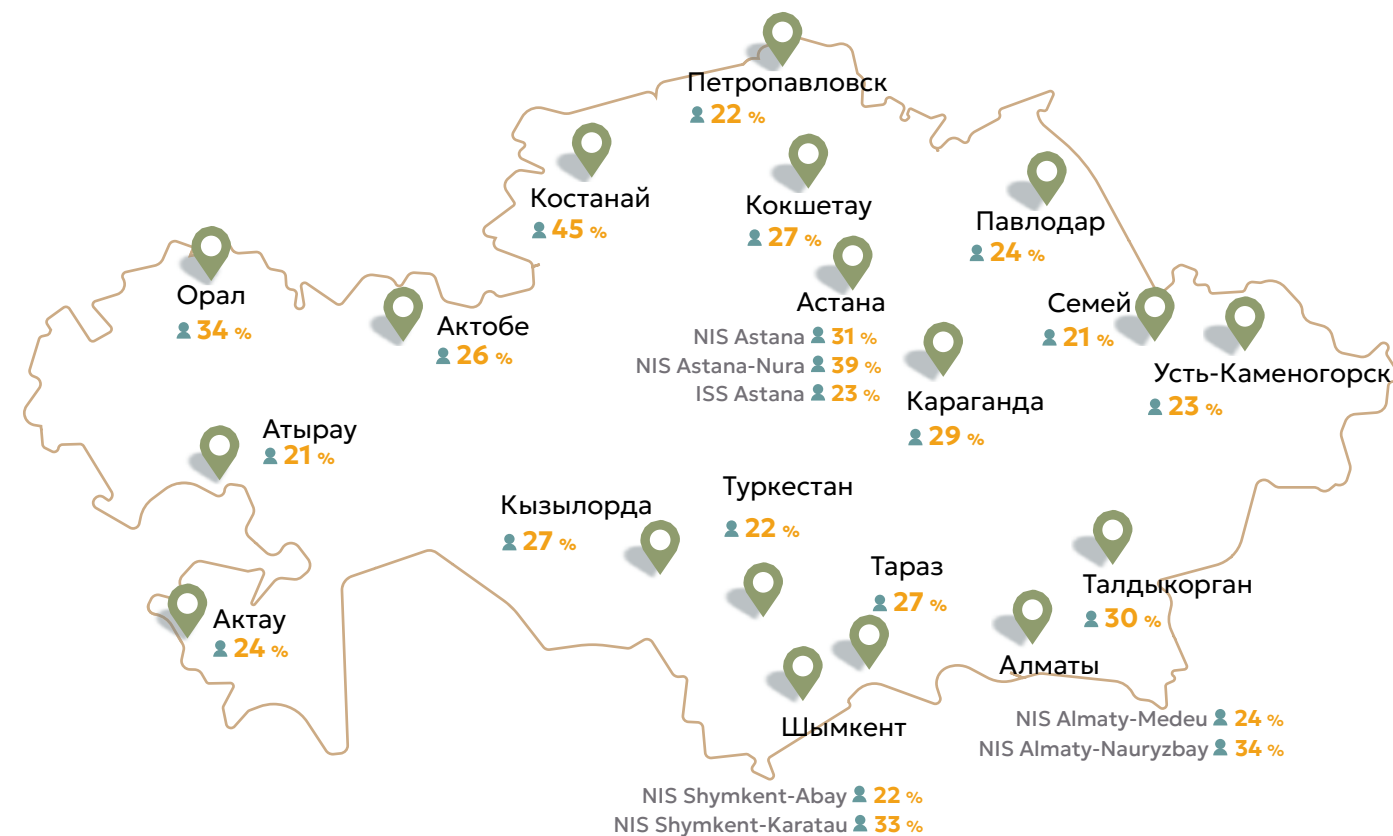 Петропавловск
22 %
Костанай
45 %
Кокшетау
27 %
Павлодар
24 %
Орал
34 %
Актобе
26 %
Астана
NIS Astana 31 %
NIS Astana-Nura 39 %
ISS Astana 23 %
Семей
21 %
Усть-Каменогорск
23 %
Караганда
29 %
Атырау
21 %
Кызылорда
27 %
Туркестан
22 %
Тараз
27 %
Талдыкорган
30 %
Актау
24 %
Алматы
NIS Almaty-Medeu 24 %
NIS Almaty-Nauryzbay 34 %
Шымкент
NIS Shymkent-Abay 22 %
NIS Shymkent-Karatau 33 %